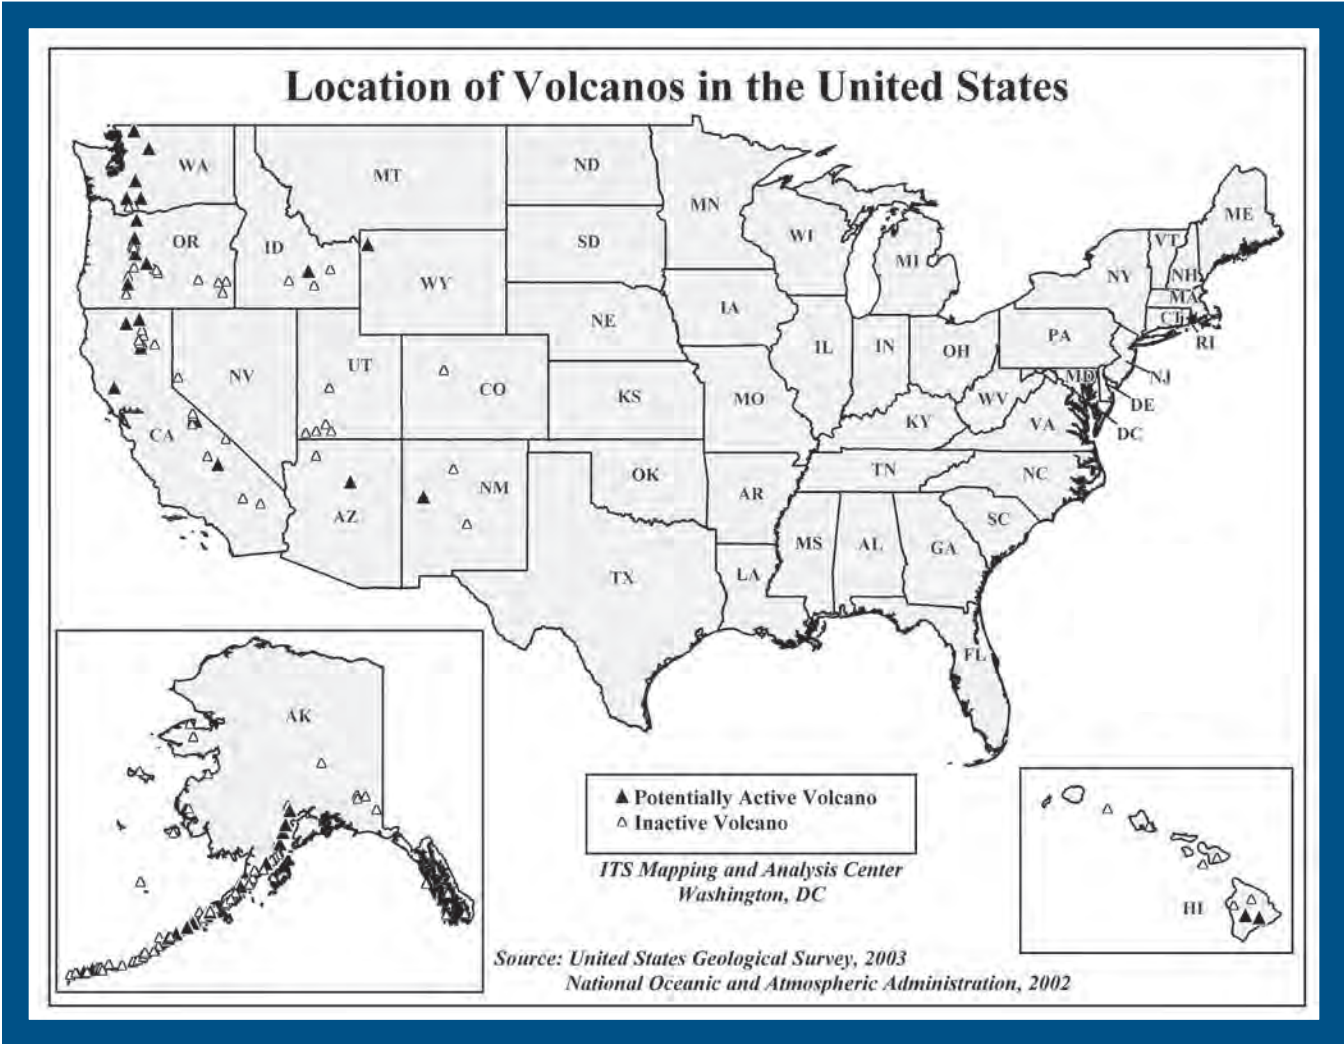 Location of Volcanos in the United States
WA
MT
ND
MN
ME
OR
ID
SD
WI
MI
VT
NH
NY
MA
WY
IA
CT
RI
NE
PA
NV
UT
IL
IN
OH
CO
KS
MO
WV
MD
NJ
DE
CA
KY
VA
DC
TN
NC
OK
AR
NM
AZ
SC
MS
AL
GA
TX
LA
FL
AK
HI
Potentially Active Volcano
Inactive Volcano
ITS Mapping and Analysis Center
Washington, DC
Source: United States Geological Survey, 2003
National Oceanic and Atmospheric Administration, 2002